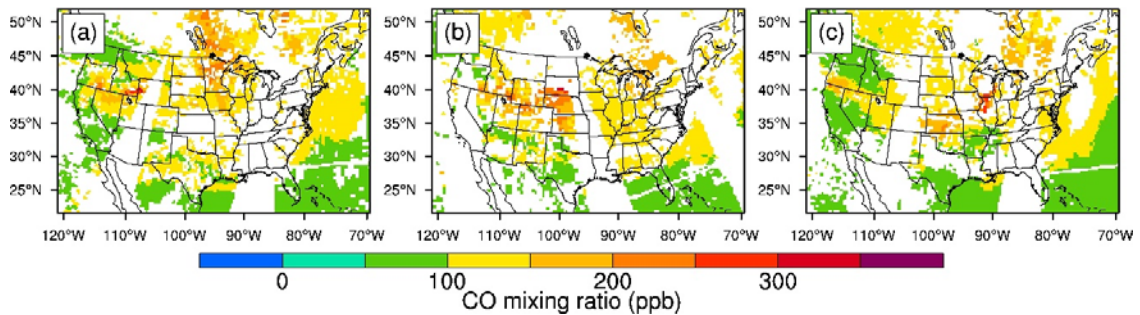 (a) (b) (c)
50°N 50°N 50°N
45°N 45°N 45°N
40°N 40°N 40°N
35°N 35°N 35°N
30°N 30°N 30°N
25°N 25°N 25°N
120°W 110°W 100°W 90°W 80°W 70°W 120°W 110°W 100°W 90°W 80°W 70°W 120°W 110°W 100°W 90°W 80°W 70°W
0 100 200 300
CO mixing ratio (ppb)